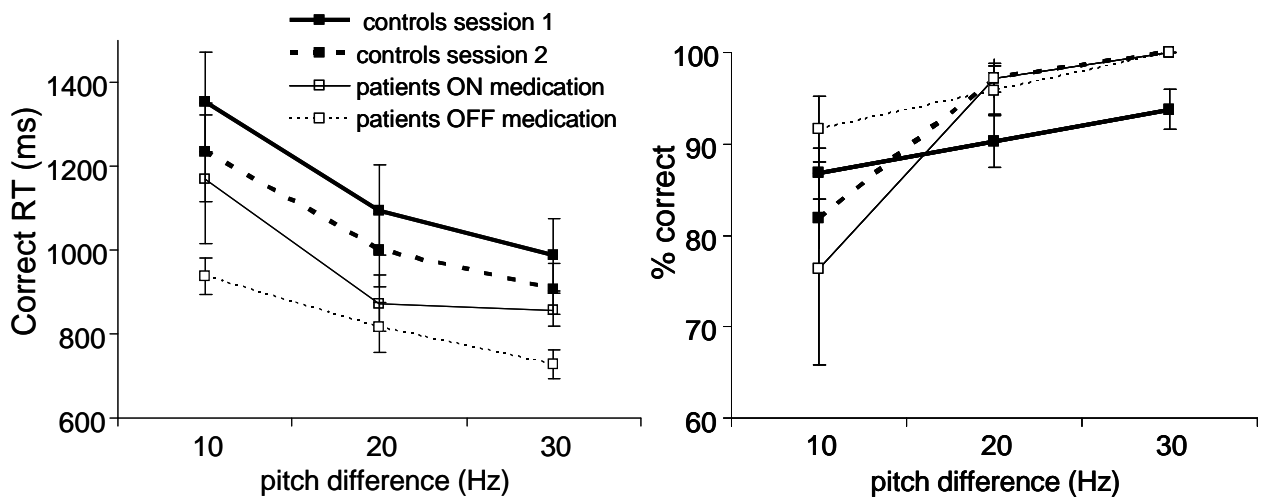 controls session 1
controls session 2
patients ON medication
patients OFF medication
Correct RT (ms)
1400
1200
1000
800
600
10 20 30
pitch difference (Hz)
% correct
100
90
80
70
60
10 20 30
pitch difference (Hz)